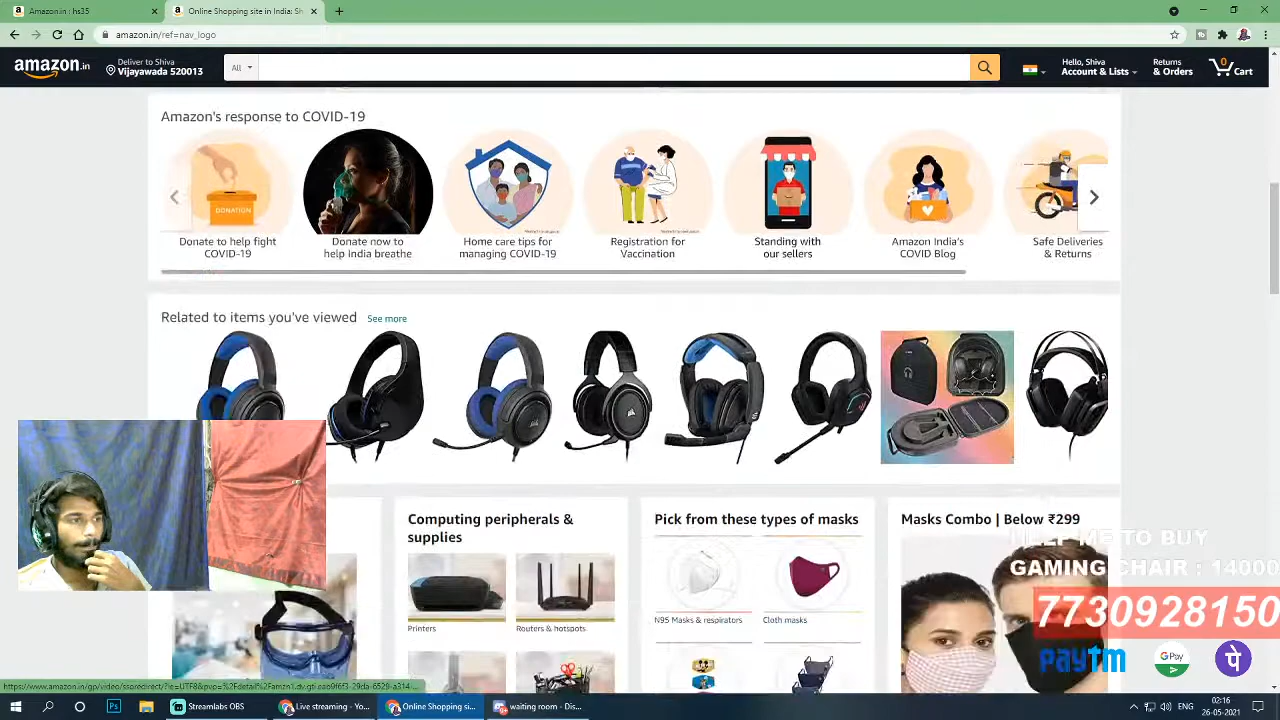 Amazon.in : hs35
Online Shopping site in India: Sh
amazon.in/ref=nav_logo
amazon.in
Deliver to Shiva
Vijayawada 520013
All
Hello, Shiva
Account & Lists
Returns
& Orders
0
Cart
Amazon's response to COVID-19
DONATION
Donate to help fight
COVID-19
Donate now to
help India breathe
Home care tips for
managing COVID-19
Registration for
Vaccination
Standing with
our sellers
Amazon India's
COVID Blog
Safe Deliveries
& Returns
Related to items you've viewed
See more
Computing peripherals &
supplies
Printers
Routers & hotspots
Pick from these types of masks
N95 Masks & respirators
Cloth masks
Masks Combo | Below ₹299
HELP ME TO BUY
GAMING CHAIR : 14000
7730928150
paytm
G Pay
पे
Ps
Streamlabs OBS
Live streaming - Yo...
Online Shopping si...
waiting room - Dis...
02:16
26-05-2021